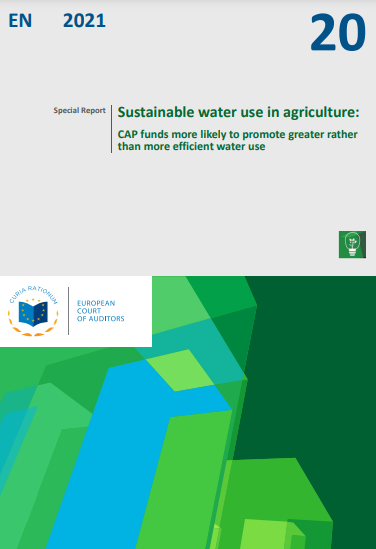 EN 2021
20
Special Report
Sustainable water use in agriculture:
CAP funds more likely to promote greater rather
than more efficient water use
CURIA RATIONUM
EUROPEAN
COURT
OF AUDITORS